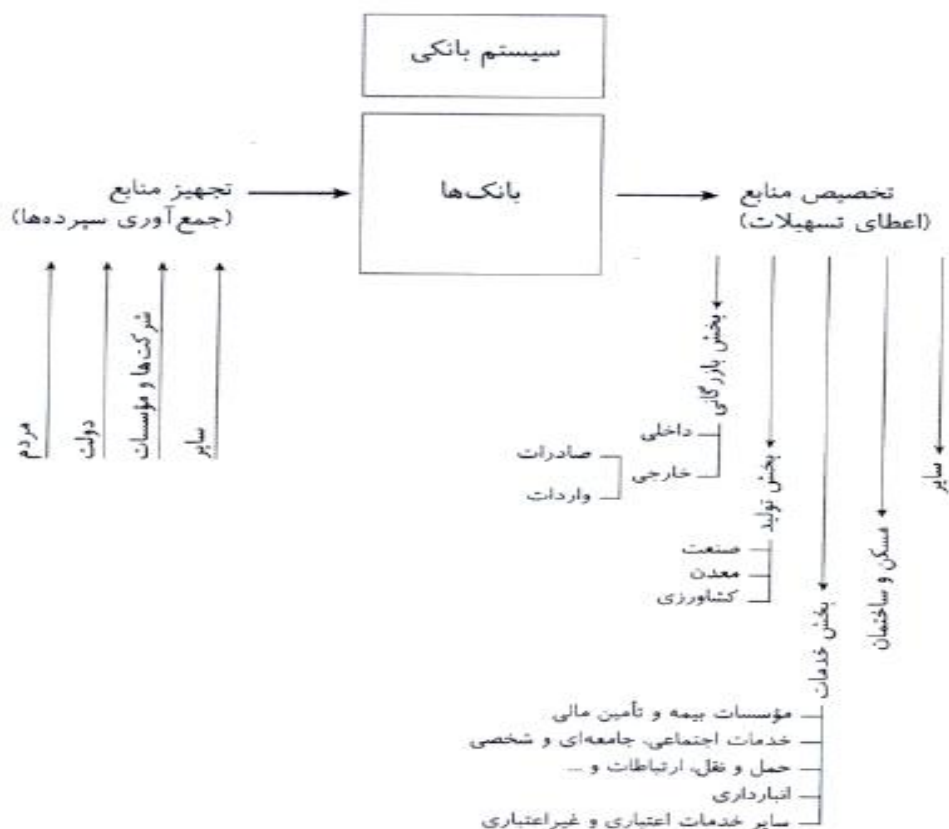 سیستم بانکی
بانک‌ها
تجهیز منابع
(جمع‌آوری سپرده‌ها)
تخصیص منابع
(اعطای تسهیلات)
مردم
دولت
شرکت‌ها و مؤسسات
سایر
بخش بازرگانی
داخلی
خارجی
صادرات
واردات
بخش تولید
صنعت
معدن
کشاورزی
بخش خدمات
مؤسسات بیمه و تأمین مالی
خدمات اجتماعی، جامعه‌ای و شخصی
حمل و نقل، ارتباطات و ...
انبارداری
سایر خدمات اعتباری و غیراعتباری
مسکن و ساختمان
سایر